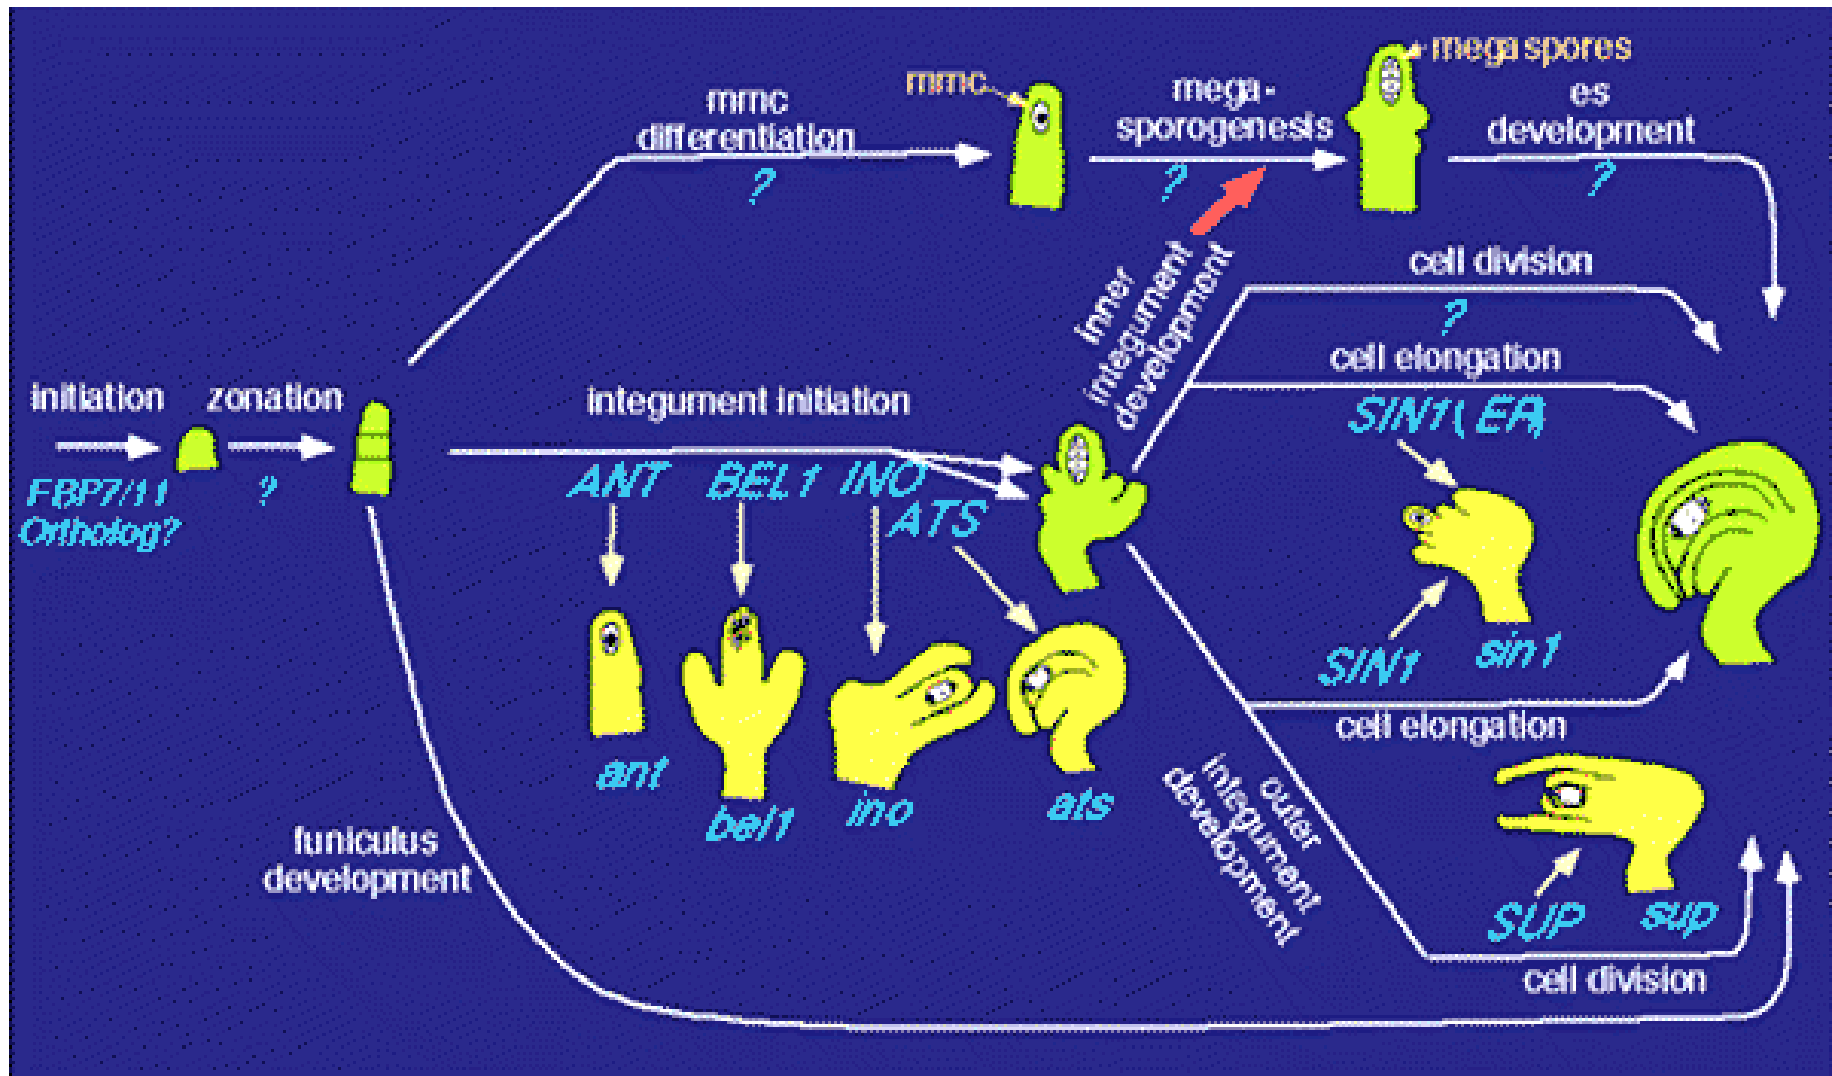 mega spores
mmc
mmc
differentiation
?
mega-
sporogenesis
?
es
development
?
inner
integument
development
cell division
?
cell elongation
SIN1(EA)
initiation
zonation
FBP7/11
Ortholog?
?
integument initiation
ANT
BEL1
INO
ATS
SIN1
sin1
cell elongation
ant
bel1
ino
ats
outer
integument
development
funiculus
development
SUP
sup
cell division